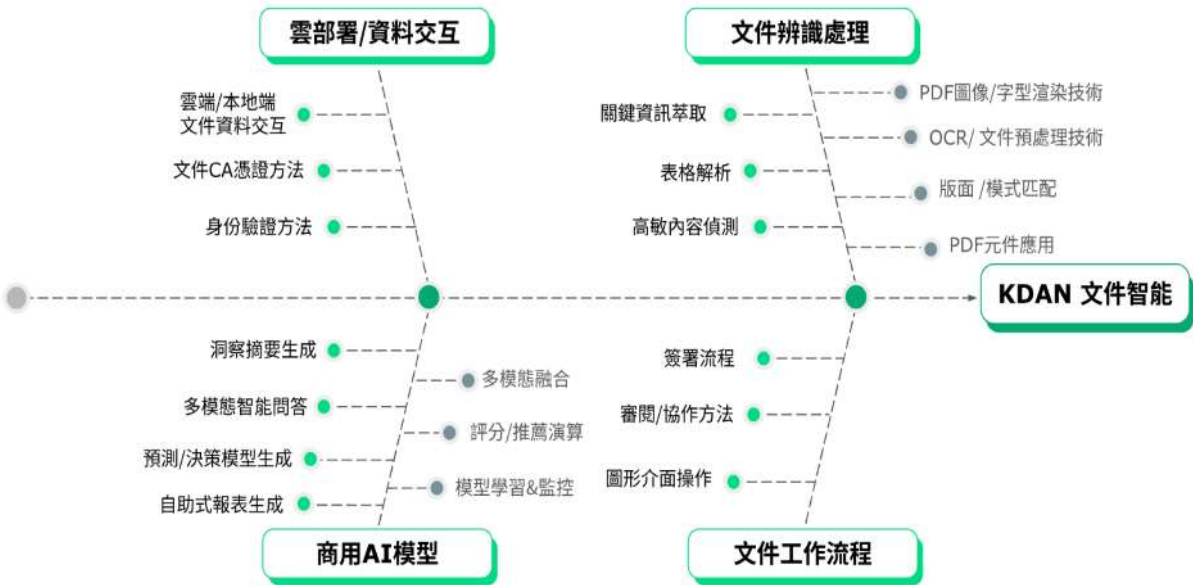 雲部署/資料交互
雲端/本地端
文件資料交互
文件CA憑證方法
身份驗證方法
文件辨識處理
關鍵資訊萃取
表格解析
高敏內容偵測
PDF圖像/字型渲染技術
OCR/ 文件預處理技術
版面 /模式匹配
PDF元件應用
KDAN 文件智能
洞察摘要生成
多模態智能問答
預測/決策模型生成
自助式報表生成
多模態融合
評分/推薦演算
模型學習&監控
商用AI模型
簽署流程
審閱/協作方法
圖形介面操作
文件工作流程